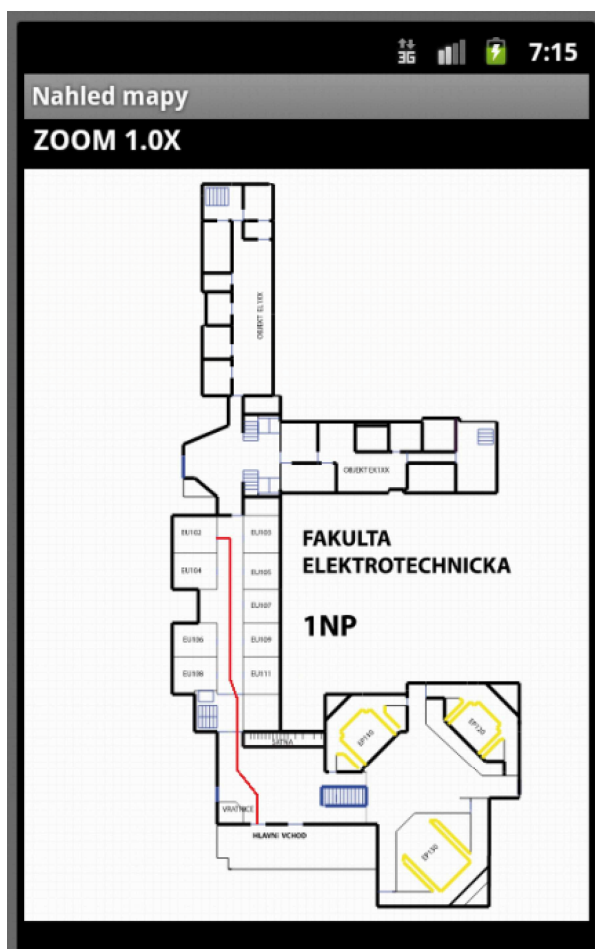 3G 7:15
Nahled mapy
ZOOM 1.0X
OBJEKT EL1XX
OBJEKT EK1XX
EU102
EU103
FAKULTA
ELEKTROTECHNICKA
EU104
EU105
EU107
1NP
EU106
EU109
EU108
EU111
EP110
EP120
SATNA
VRATNICE
HLAVNI VCHOD
EP130